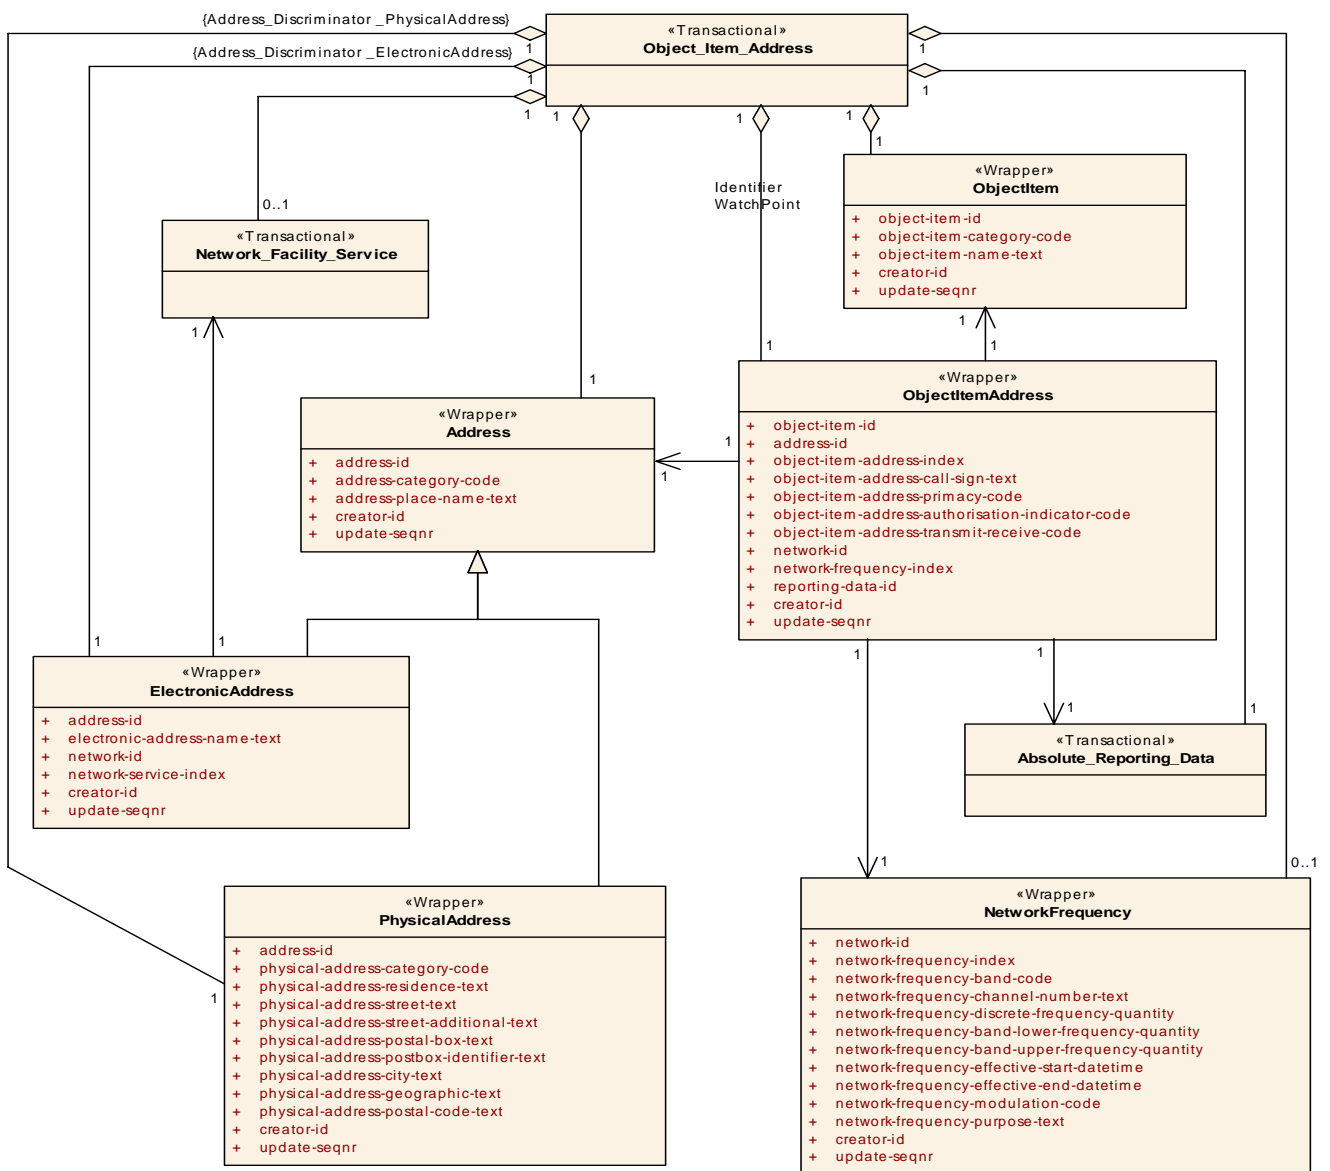 {Address_Discriminator _PhysicalAddress}
{Address_Discriminator _ElectronicAddress}
1
1
1
1
1
1
1
1
«Transactional»
Object_Item_Address
1
Identifier
WatchPoint
0..1
«Transactional»
Network_Facility_Service
1
«Wrapper»
ObjectItem
+ object-item-id
+ object-item-category-code
+ object-item-name-text
+ creator-id
+ update-seqnr
1
1
1
1
«Wrapper»
Address
+ address-id
+ address-category-code
+ address-place-name-text
+ creator-id
+ update-seqnr
1
1
«Wrapper»
ObjectItemAddress
+ object-item-id
+ address-id
+ object-item-address-index
+ object-item-address-call-sign-text
+ object-item-address-primacy-code
+ object-item-address-authorisation-indicator-code
+ object-item-address-transmit-receive-code
+ network-id
+ network-frequency-index
+ reporting-data-id
+ creator-id
+ update-seqnr
1
1
1
1
«Wrapper»
ElectronicAddress
+ address-id
+ electronic-address-name-text
+ network-id
+ network-service-index
+ creator-id
+ update-seqnr
1
1
«Transactional»
Absolute_Reporting_Data
1
0..1
1
«Wrapper»
PhysicalAddress
+ address-id
+ physical-address-category-code
+ physical-address-residence-text
+ physical-address-street-text
+ physical-address-street-additional-text
+ physical-address-postal-box-text
+ physical-address-postbox-identifier-text
+ physical-address-city-text
+ physical-address-geographic-text
+ physical-address-postal-code-text
+ creator-id
+ update-seqnr
«Wrapper»
NetworkFrequency
+ network-id
+ network-frequency-index
+ network-frequency-band-code
+ network-frequency-channel-number-text
+ network-frequency-discrete-frequency-quantity
+ network-frequency-band-lower-frequency-quantity
+ network-frequency-band-upper-frequency-quantity
+ network-frequency-effective-start-datetime
+ network-frequency-effective-end-datetime
+ network-frequency-modulation-code
+ network-frequency-purpose-text
+ creator-id
+ update-seqnr